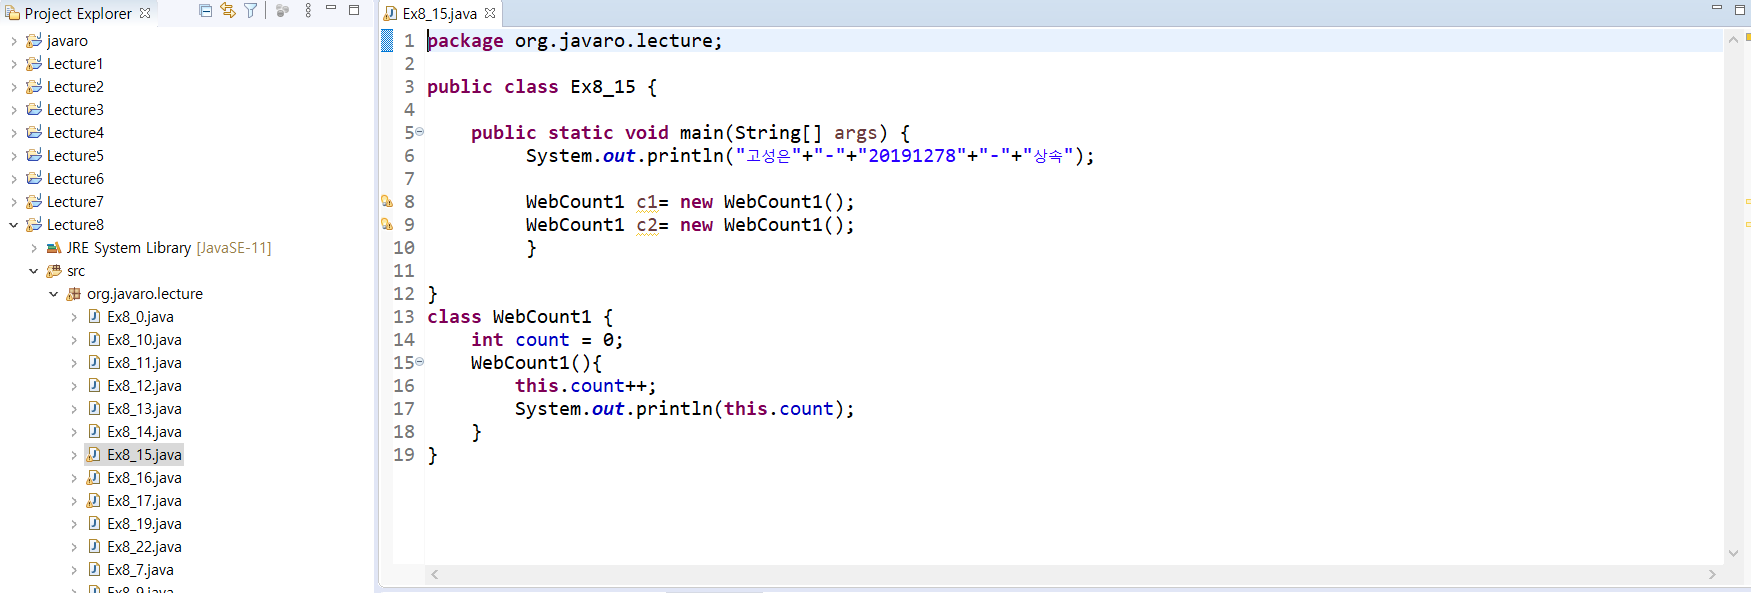 Project Explorer
javaro
Lecture1
Lecture2
Lecture3
Lecture4
Lecture5
Lecture6
Lecture7
Lecture8
JRE System Library [JavaSE-11]
src
org.javaro.lecture
Ex8_0.java
Ex8_10.java
Ex8_11.java
Ex8_12.java
Ex8_13.java
Ex8_14.java
Ex8_15.java
Ex8_16.java
Ex8_17.java
Ex8_19.java
Ex8_22.java
Ex8_7.java
Ex8_9.java
Ex8_15.java
1 package org.javaro.lecture;
2
3 public class Ex8_15 {
4
5 public static void main(String[] args) {
6 System.out.println("고성은"+"-"+"20191278"+"-"+"상속");
7
8 WebCount1 c1= new WebCount1();
9 WebCount1 c2= new WebCount1();
10 }
11
12 }
13 class WebCount1 {
14 int count = 0;
15 WebCount1(){
16 this.count++;
17 System.out.println(this.count);
18 }
19 }